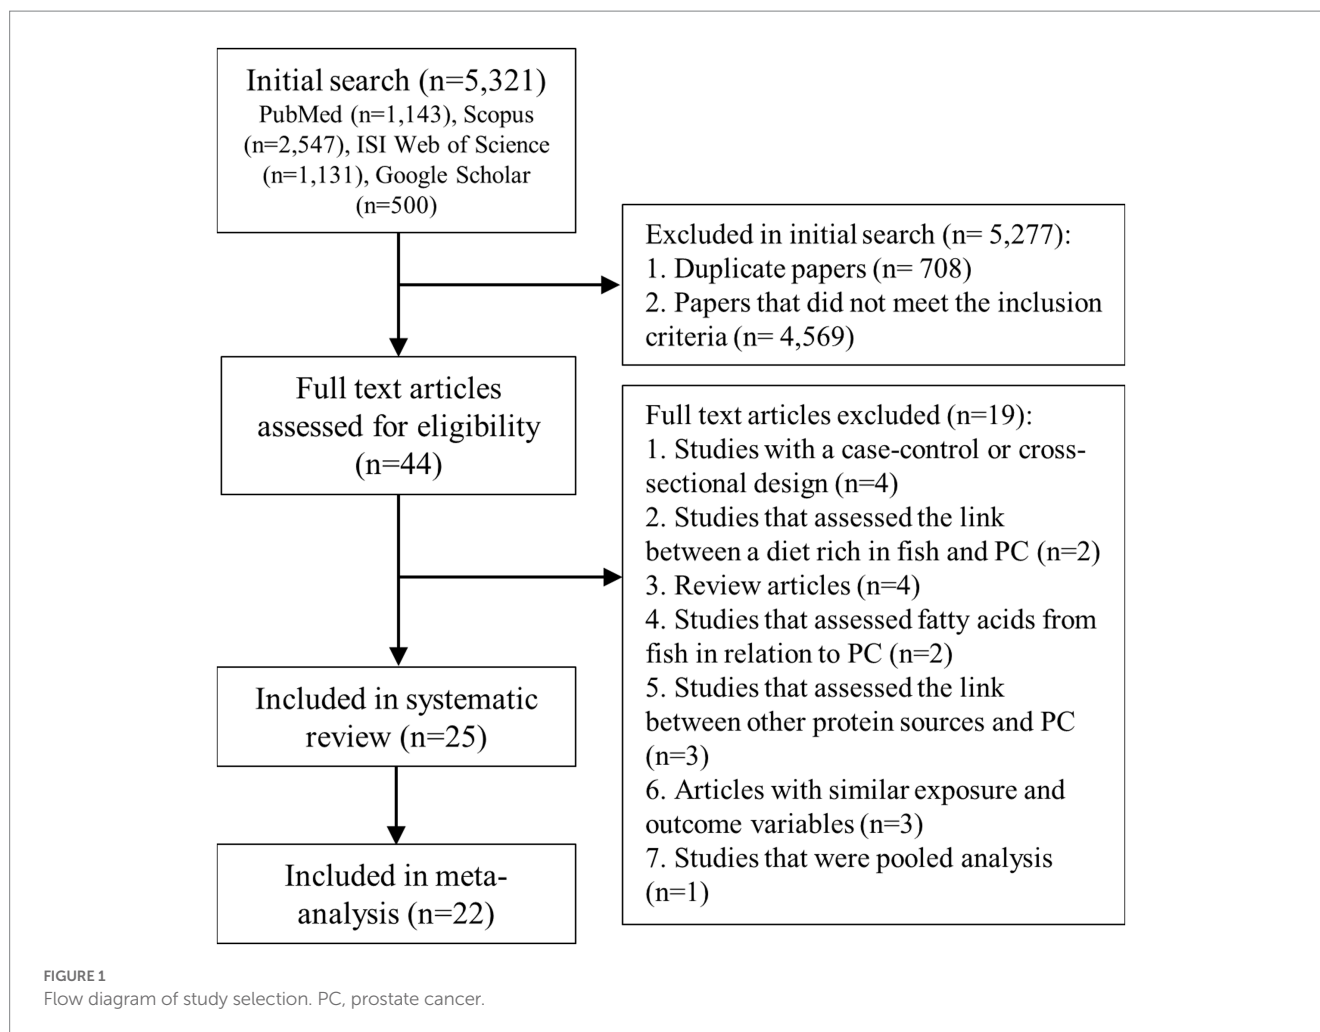 Initial search (n=5,321)
PubMed (n=1,143), Scopus
(n=2,547), ISI Web of Science
(n=1,131), Google Scholar
(n=500)
Excluded in initial search (n= 5,277):
1. Duplicate papers (n= 708)
2. Papers that did not meet the inclusion
criteria (n= 4,569)
Full text articles
assessed for eligibility
(n=44)
Full text articles excluded (n=19):
1. Studies with a case-control or cross-
sectional design (n=4)
2. Studies that assessed the link
between a diet rich in fish and PC (n=2)
3. Review articles (n=4)
4. Studies that assessed fatty acids from
fish in relation to PC (n=2)
5. Studies that assessed the link
between other protein sources and PC
(n=3)
6. Articles with similar exposure and
outcome variables (n=3)
7. Studies that were pooled analysis
(n=1)
Included in systematic
review (n=25)
Included in meta-
analysis (n=22)
FIGURE 1
Flow diagram of study selection. PC, prostate cancer.